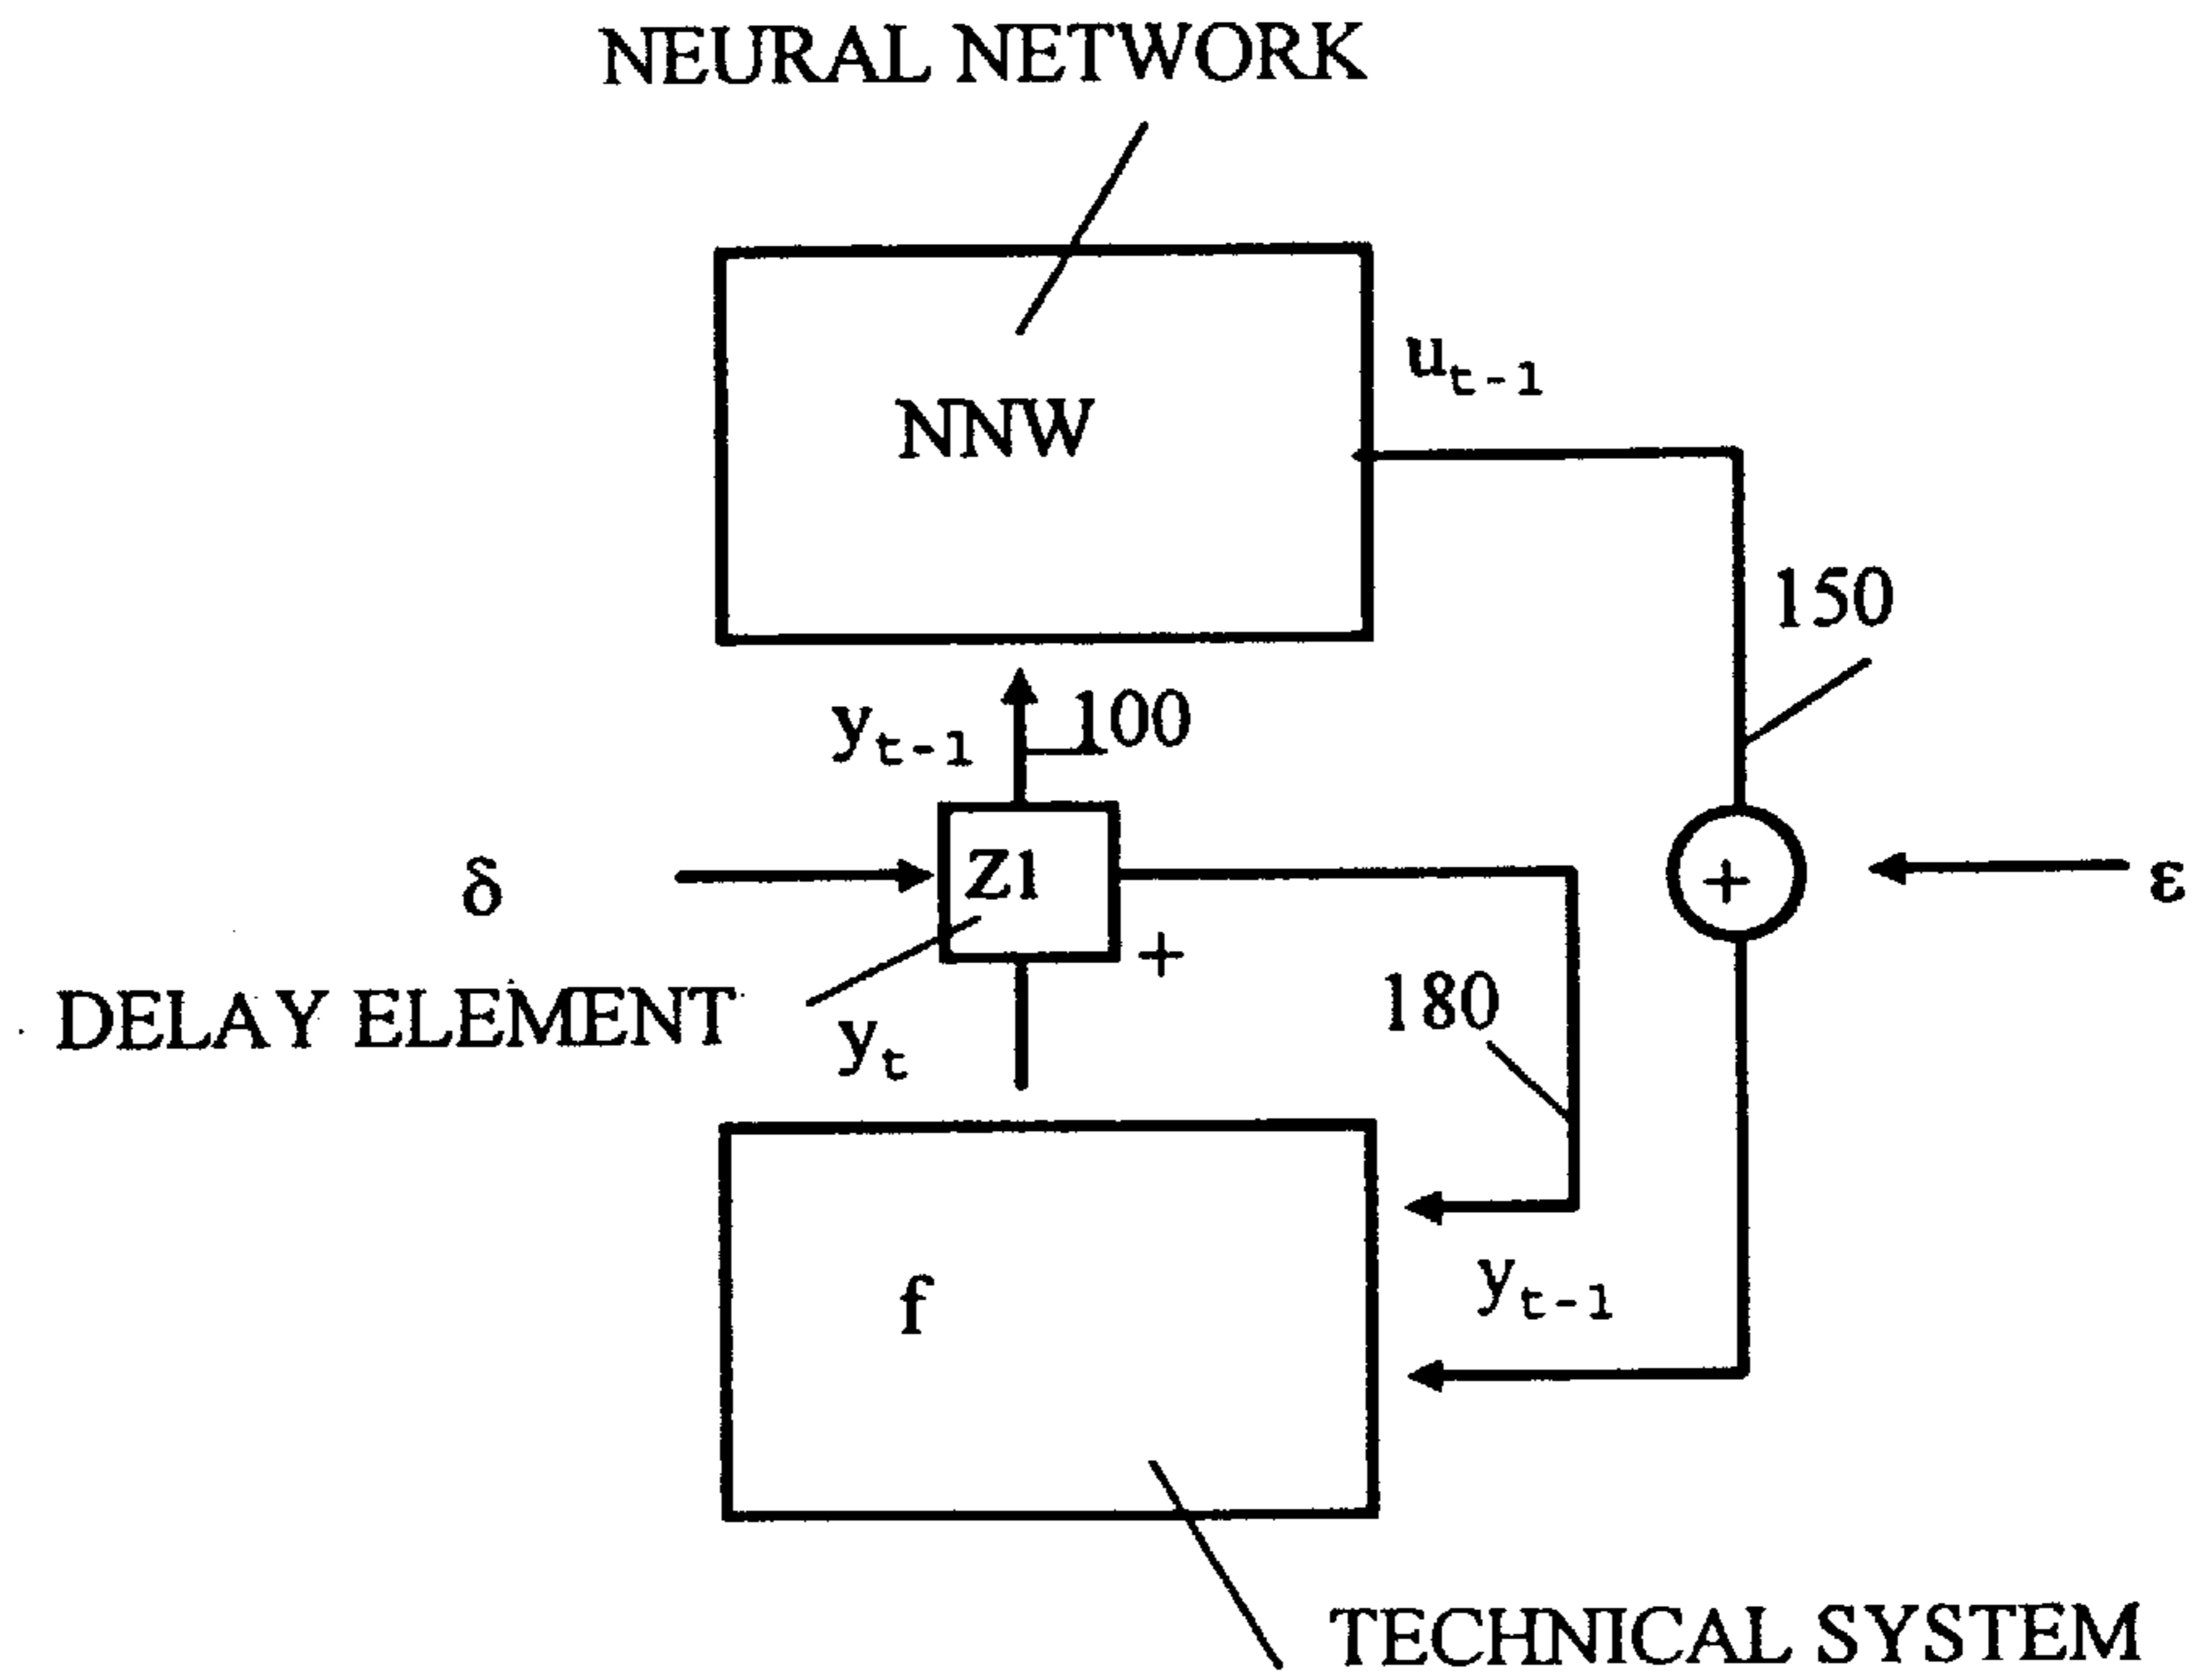 NEURAL NETWORK
NNW
u_{t-1}
150
y_{t-1}
100
δ
Z1
+
ε
+
DELAY ELEMENT
180
y_t
f
y_{t-1}
TECHNICAL SYSTEM